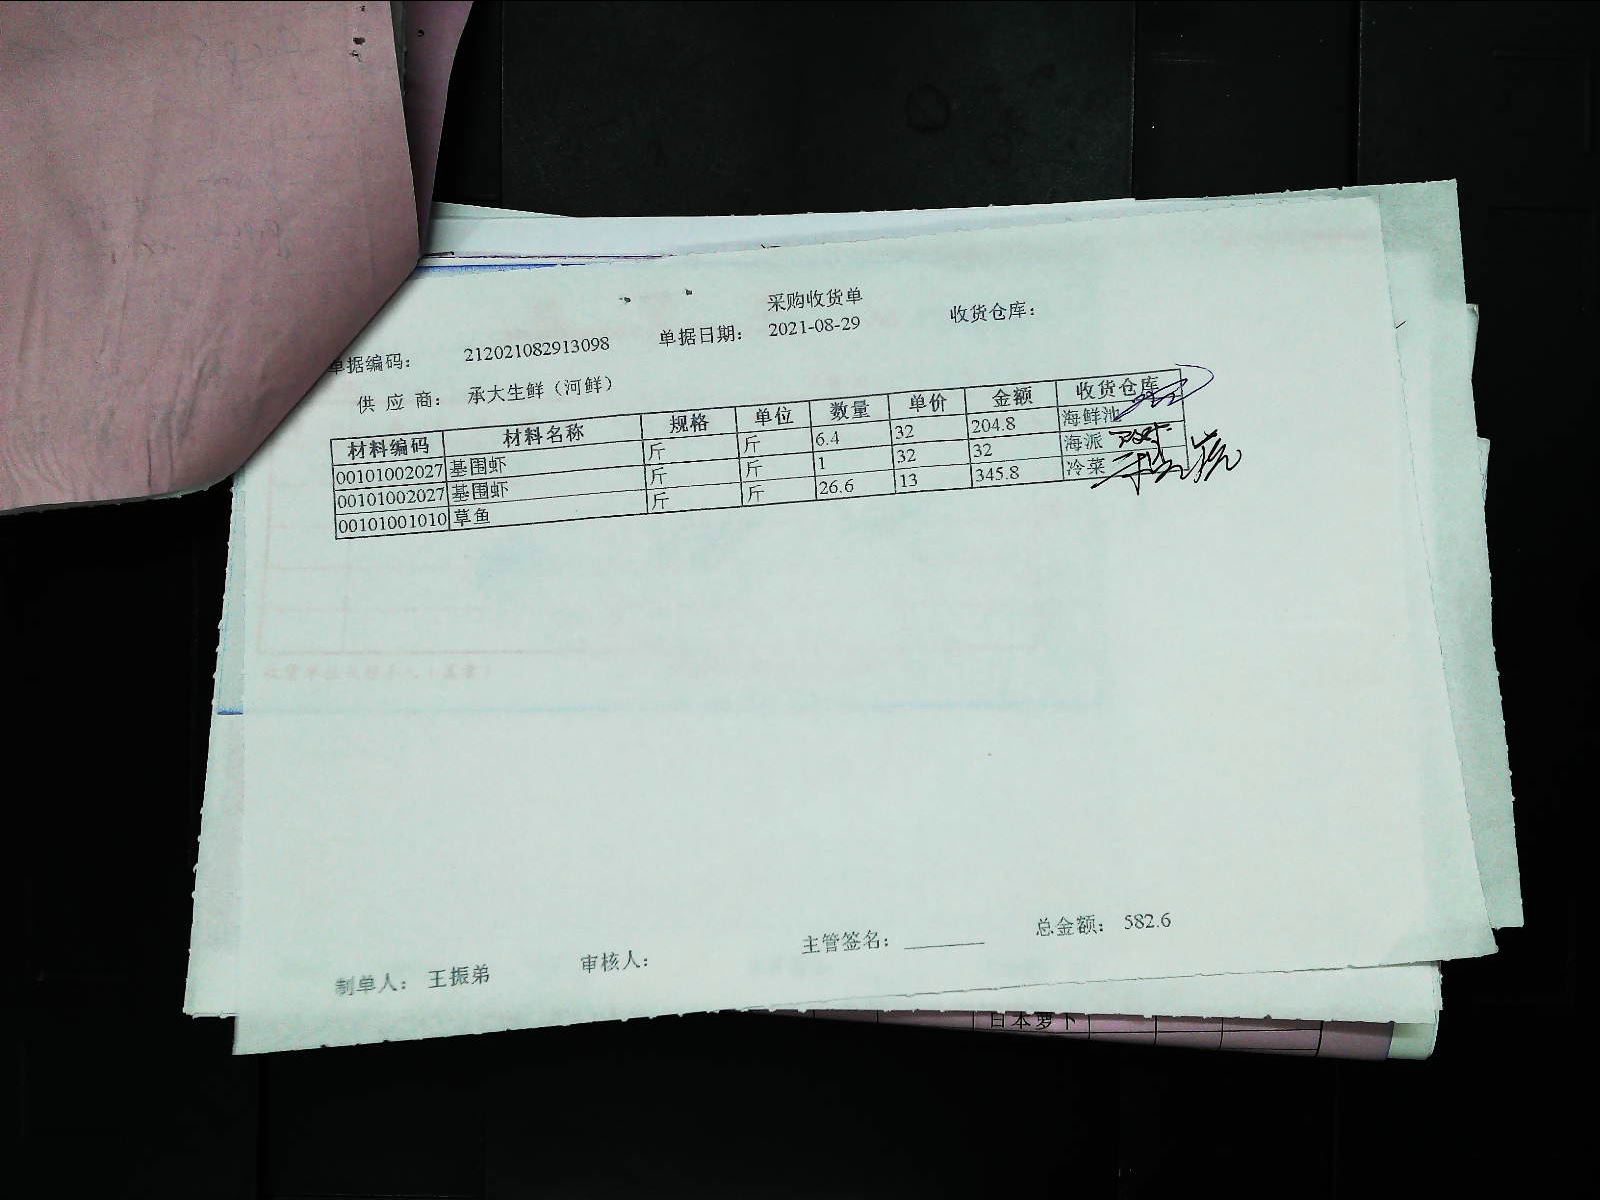 采购收货单
单据编码： 212021082913098 单据日期： 2021-08-29 收货仓库：
供 应 商： 承大生鲜（河鲜）
材料编码 材料名称 规格 单位 数量 单价 金额 收货仓库
00101002027 基围虾 斤 斤 6.4 32 204.8 海鲜池
00101002027 基围虾 斤 斤 1 32 32 海派
00101001010 草鱼 斤 斤 26.6 13 345.8 冷菜
制单人： 王振弟 审核人： 主管签名： 总金额： 582.6
日本萝卜